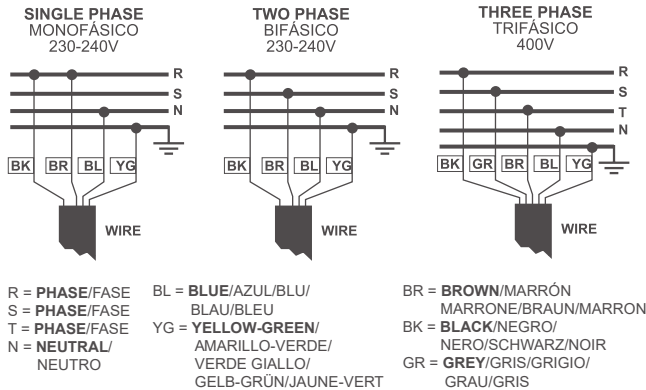 SINGLE PHASE
MONOFÁSICO
230-240V
R
S
N
BK BR BL YG
WIRE
TWO PHASE
BIFÁSICO
230-240V
R
S
N
BK BR BL YG
WIRE
THREE PHASE
TRIFÁSICO
400V
R
S
T
N
BK GR BR BL YG
WIRE
R = PHASE/FASE
S = PHASE/FASE
T = PHASE/FASE
N = NEUTRAL/
NEUTRO
BL = BLUE/AZUL/BLU/
BLAU/BLEU
YG = YELLOW-GREEN/
AMARILLO-VERDE/
VERDE GIALLO/
GELB-GRÜN/JAUNE-VERT
BR = BROWN/MARRÓN
MARRONE/BRAUN/MARRON
BK = BLACK/NEGRO/
NERO/SCHWARZ/NOIR
GR = GREY/GRIS/GRIGIO/
GRAU/GRIS